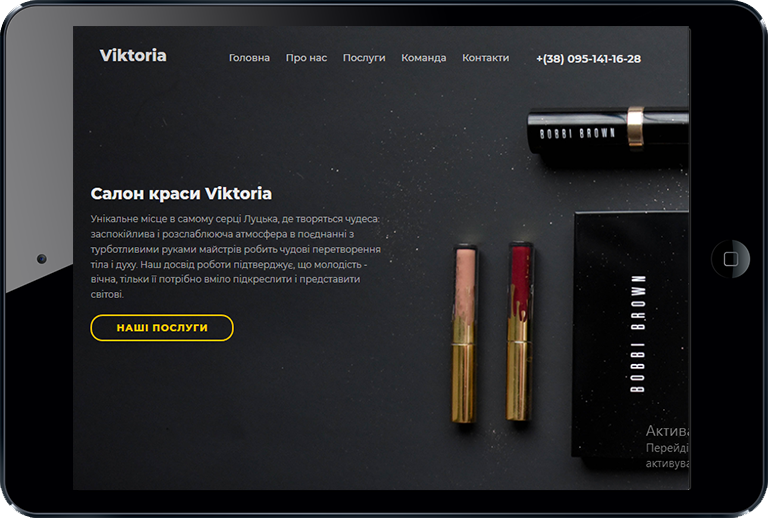 Viktoria
Головна Про нас Послуги Команда Контакти +(38) 095-141-16-28
BOBBI BROWN
Салон краси Viktoria
Унікальне місце в самому серці Луцька, де творяться чудеса:
заспокійлива і розслаблююча атмосфера в поєднанні з
турботливими руками майстрів робить чудові перетворення
тіла і духу. Наш досвід роботи підтверджує, що молодість -
вічна, тільки її потрібно вміло підкреслити і представити
світові.
НАШІ ПОСЛУГИ
BOBBI BROWN
Актива
Перейді
активува